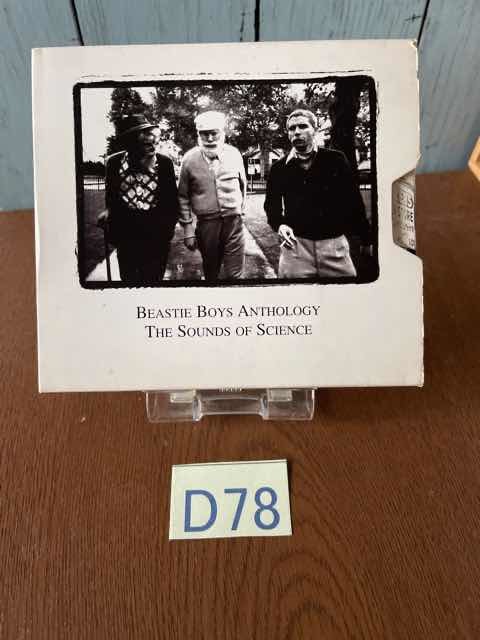 BEASTIE BOYS ANTHOLOGY
THE SOUNDS OF SCIENCE
D78